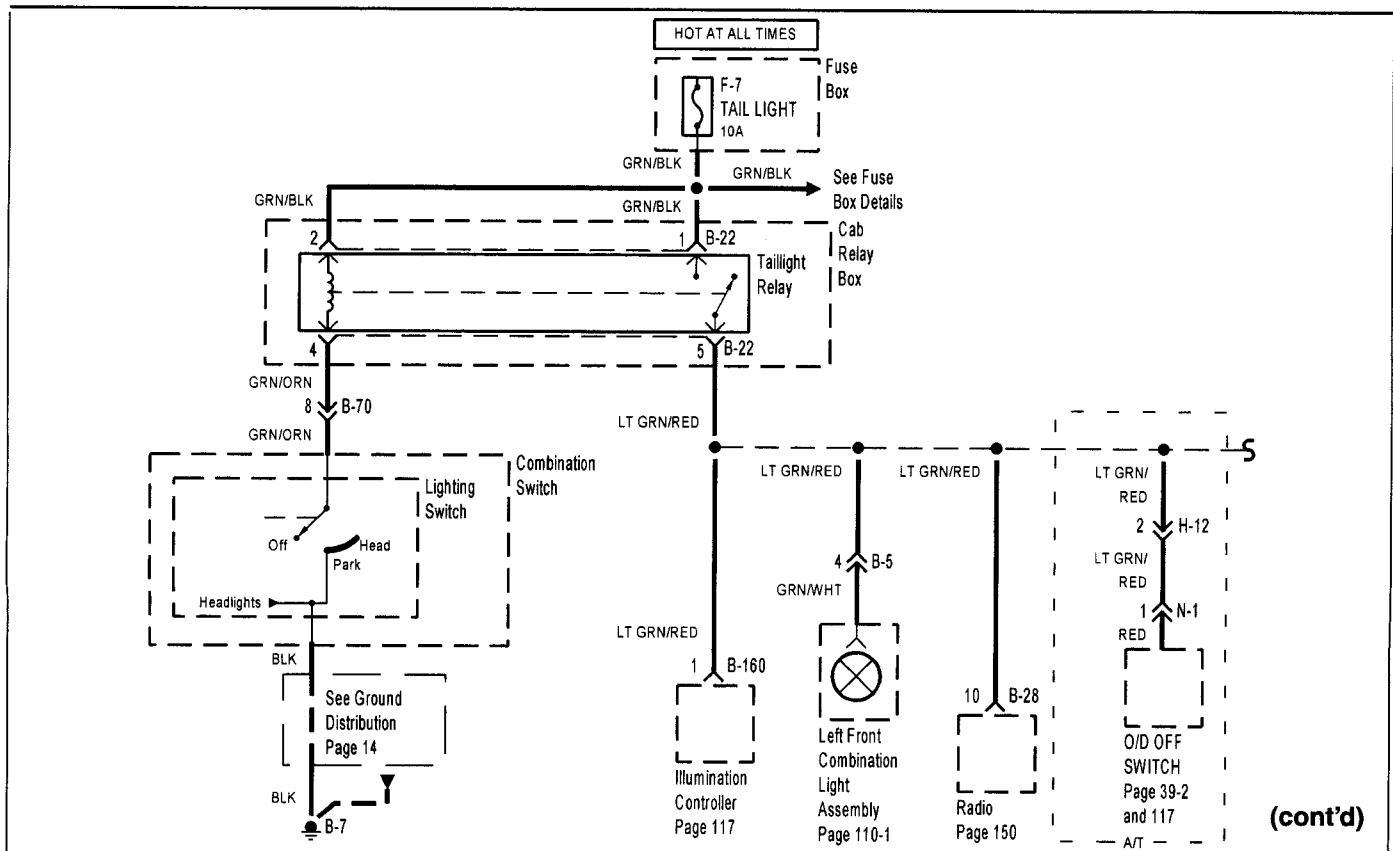 HOT AT ALL TIMES
Fuse
Box
F-7
TAIL LIGHT
10A
GRN/BLK
GRN/BLK
See Fuse
Box Details
GRN/BLK
GRN/BLK
2
1
B-22
Cab
Relay
Box
Taillight
Relay
4
5
B-22
GRN/ORN
8
B-70
GRN/ORN
LT GRN/RED
Combination
Switch
Lighting
Switch
Off
Head
Park
Headlights
LT GRN/RED
LT GRN/RED
LT GRN/
RED
2
H-12
LT GRN/
RED
4
B-5
GRN/WHT
1
N-1
RED
LT GRN/RED
1
B-160
10
B-28
BLK
See Ground
Distribution
Page 14
BLK
B-7
Illumination
Controller
Page 117
Left Front
Combination
Light
Assembly
Page 110-1
Radio
Page 150
O/D OFF
SWITCH
Page 39-2
and 117
A/T
(cont'd)